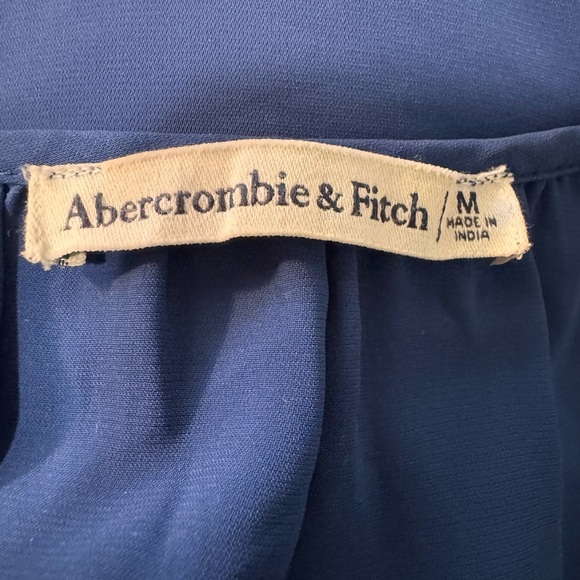 Abercrombie & Fitch / M
MADE IN
INDIA